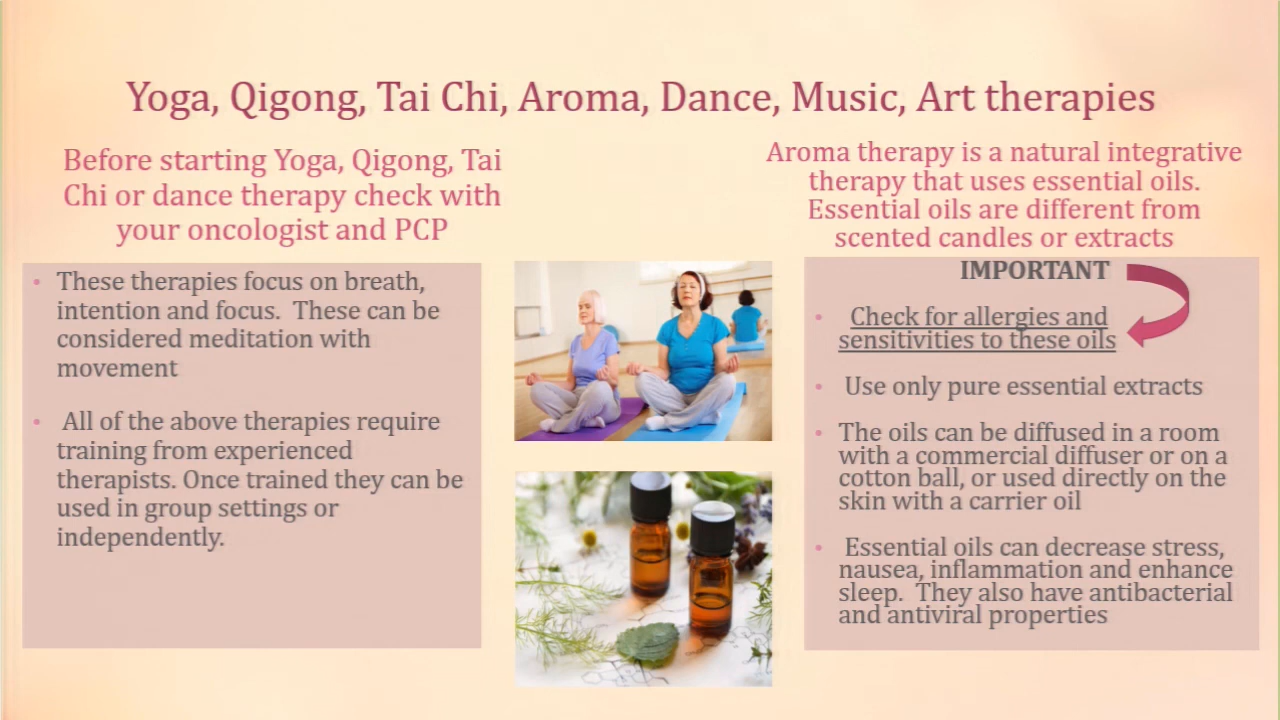 Yoga, Qigong, Tai Chi, Aroma, Dance, Music, Art therapies
Before starting Yoga, Qigong, Tai
Chi or dance therapy check with
your oncologist and PCP
• These therapies focus on breath,
intention and focus.  These can be
considered meditation with
movement
• All of the above therapies require
training from experienced
therapists. Once trained they can be
used in group settings or
independently.
Aroma therapy is a natural integrative
therapy that uses essential oils.
Essential oils are different from
scented candles or extracts
IMPORTANT
• Check for allergies and
sensitivities to these oils
• Use only pure essential extracts
• The oils can be diffused in a room
with a commercial diffuser or on a
cotton ball, or used directly on the
skin with a carrier oil
• Essential oils can decrease stress,
nausea, inflammation and enhance
sleep.  They also have antibacterial
and antiviral properties